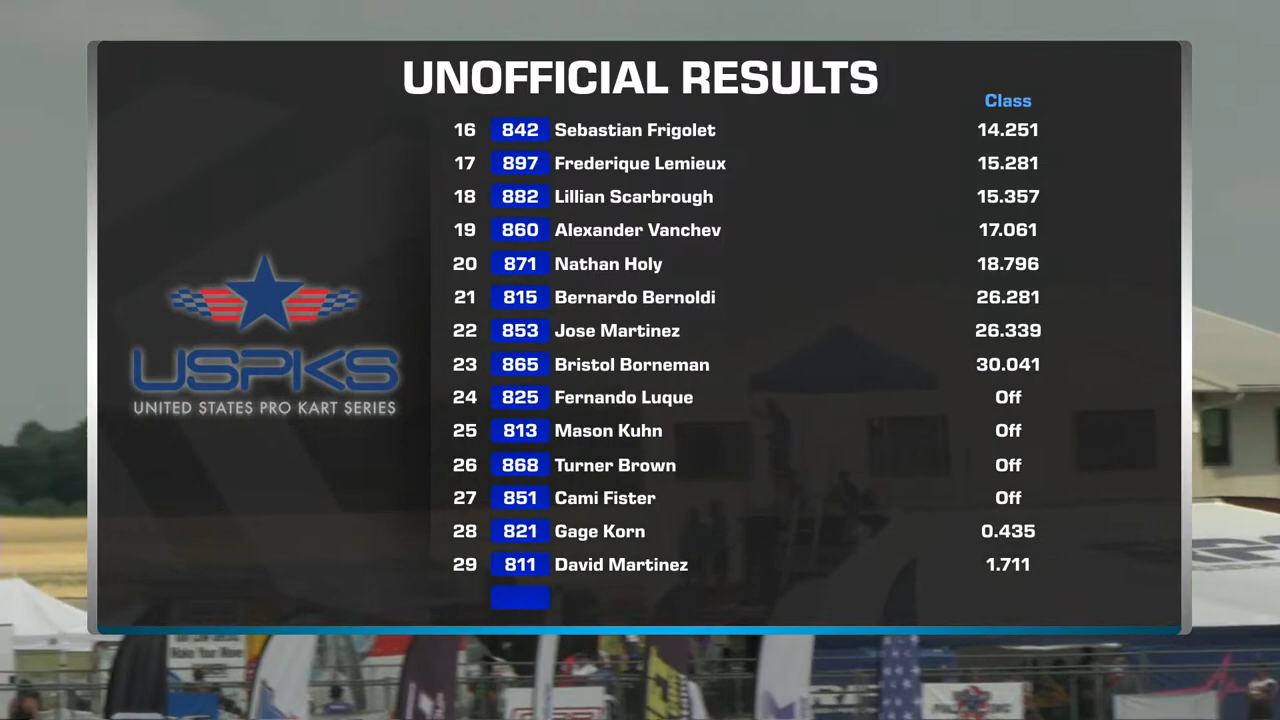 UNOFFICIAL RESULTS
Class
16 842 Sebastian Frigolet 14.251
17 897 Frederique Lemieux 15.281
18 882 Lillian Scarbrough 15.357
19 860 Alexander Vanchev 17.061
20 871 Nathan Holy 18.796
21 815 Bernardo Bernoldi 26.281
22 853 Jose Martinez 26.339
23 865 Bristol Borneman 30.041
24 825 Fernando Luque Off
25 813 Mason Kuhn Off
26 868 Turner Brown Off
27 851 Cami Fister Off
28 821 Gage Korn 0.435
29 811 David Martinez 1.711
USPKS
UNITED STATES PRO KART SERIES
Make Your Move